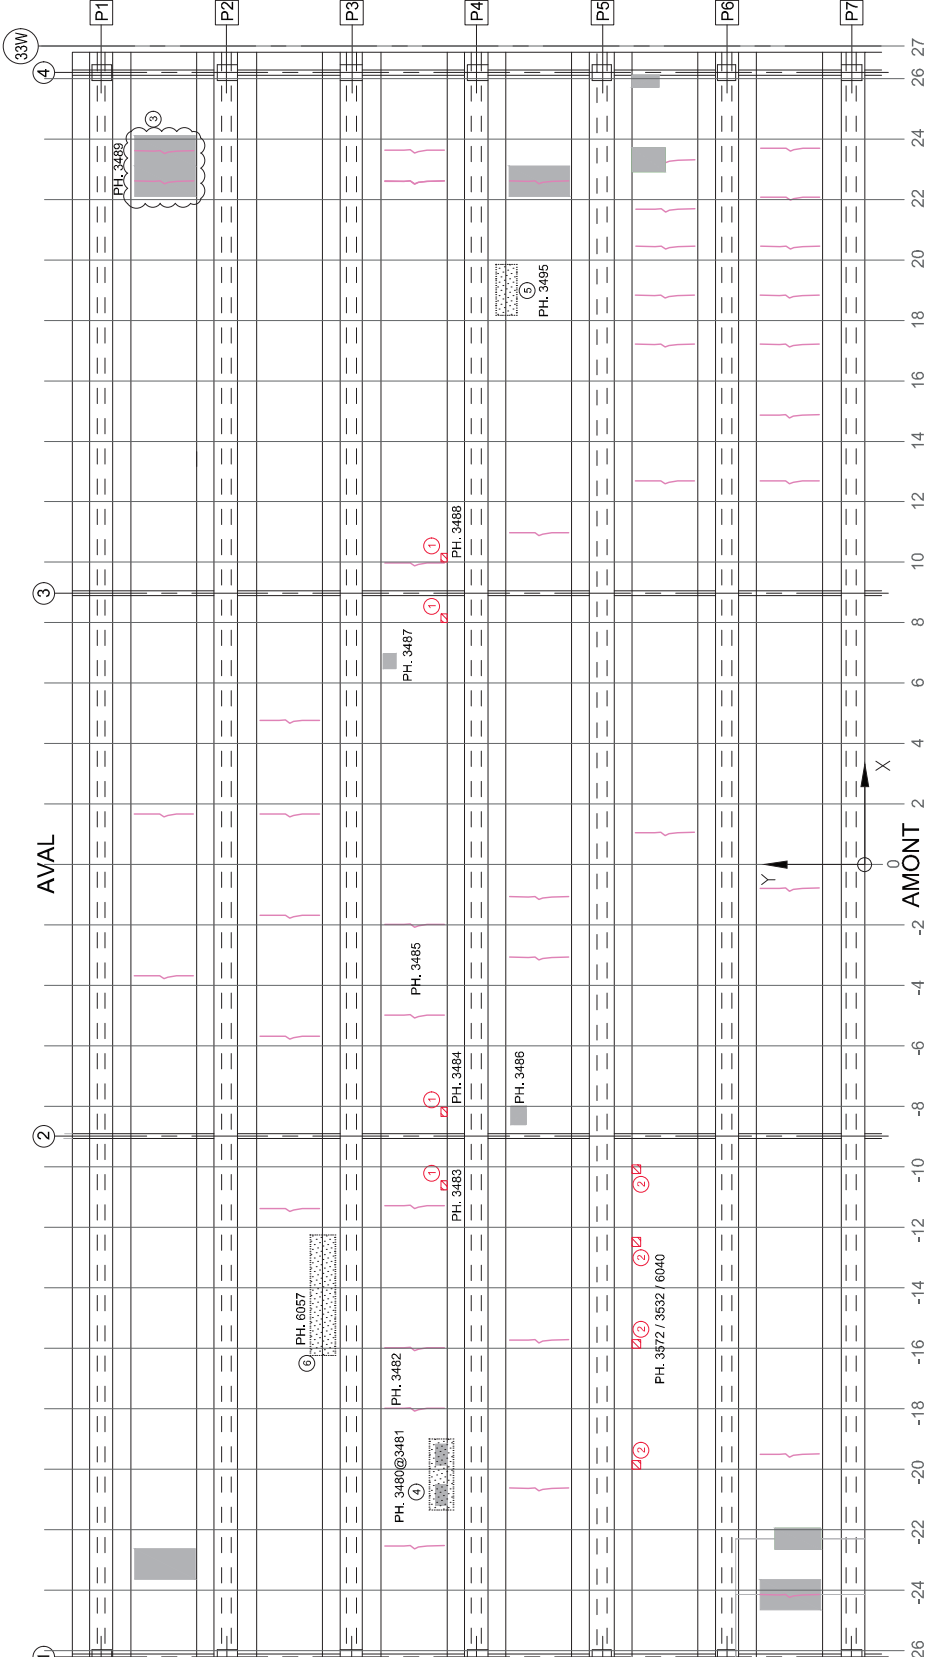 33W
4
3
2
1
P1
P2
P3
P4
P5
P6
P7
AVAL
AMONT
PH. 3489
3
5
PH. 3495
1
PH. 3488
1
PH. 3487
PH. 3485
1
PH. 3484
PH. 3486
1
PH. 3483
2
2
2
2
PH. 3572 / 3532 / 6040
PH. 6057
6
PH. 3482
PH. 3480@3481
4
X
Y
27
26
24
22
20
18
16
14
12
10
8
6
4
2
0
-2
-4
-6
-8
-10
-12
-14
-16
-18
-20
-22
-24
-26